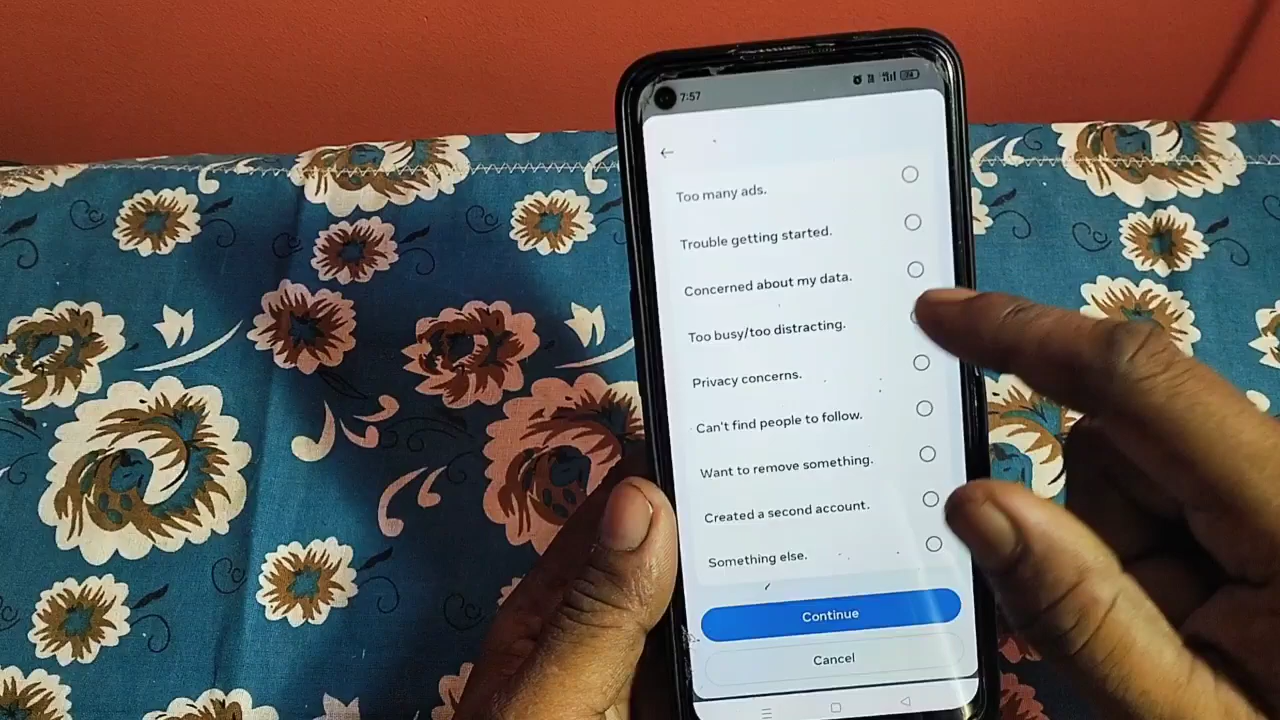 7:57
Too many ads.
Trouble getting started.
Concerned about my data.
Too busy/too distracting.
Privacy concerns.
Can't find people to follow.
Want to remove something.
Created a second account.
Something else.
Continue
Cancel